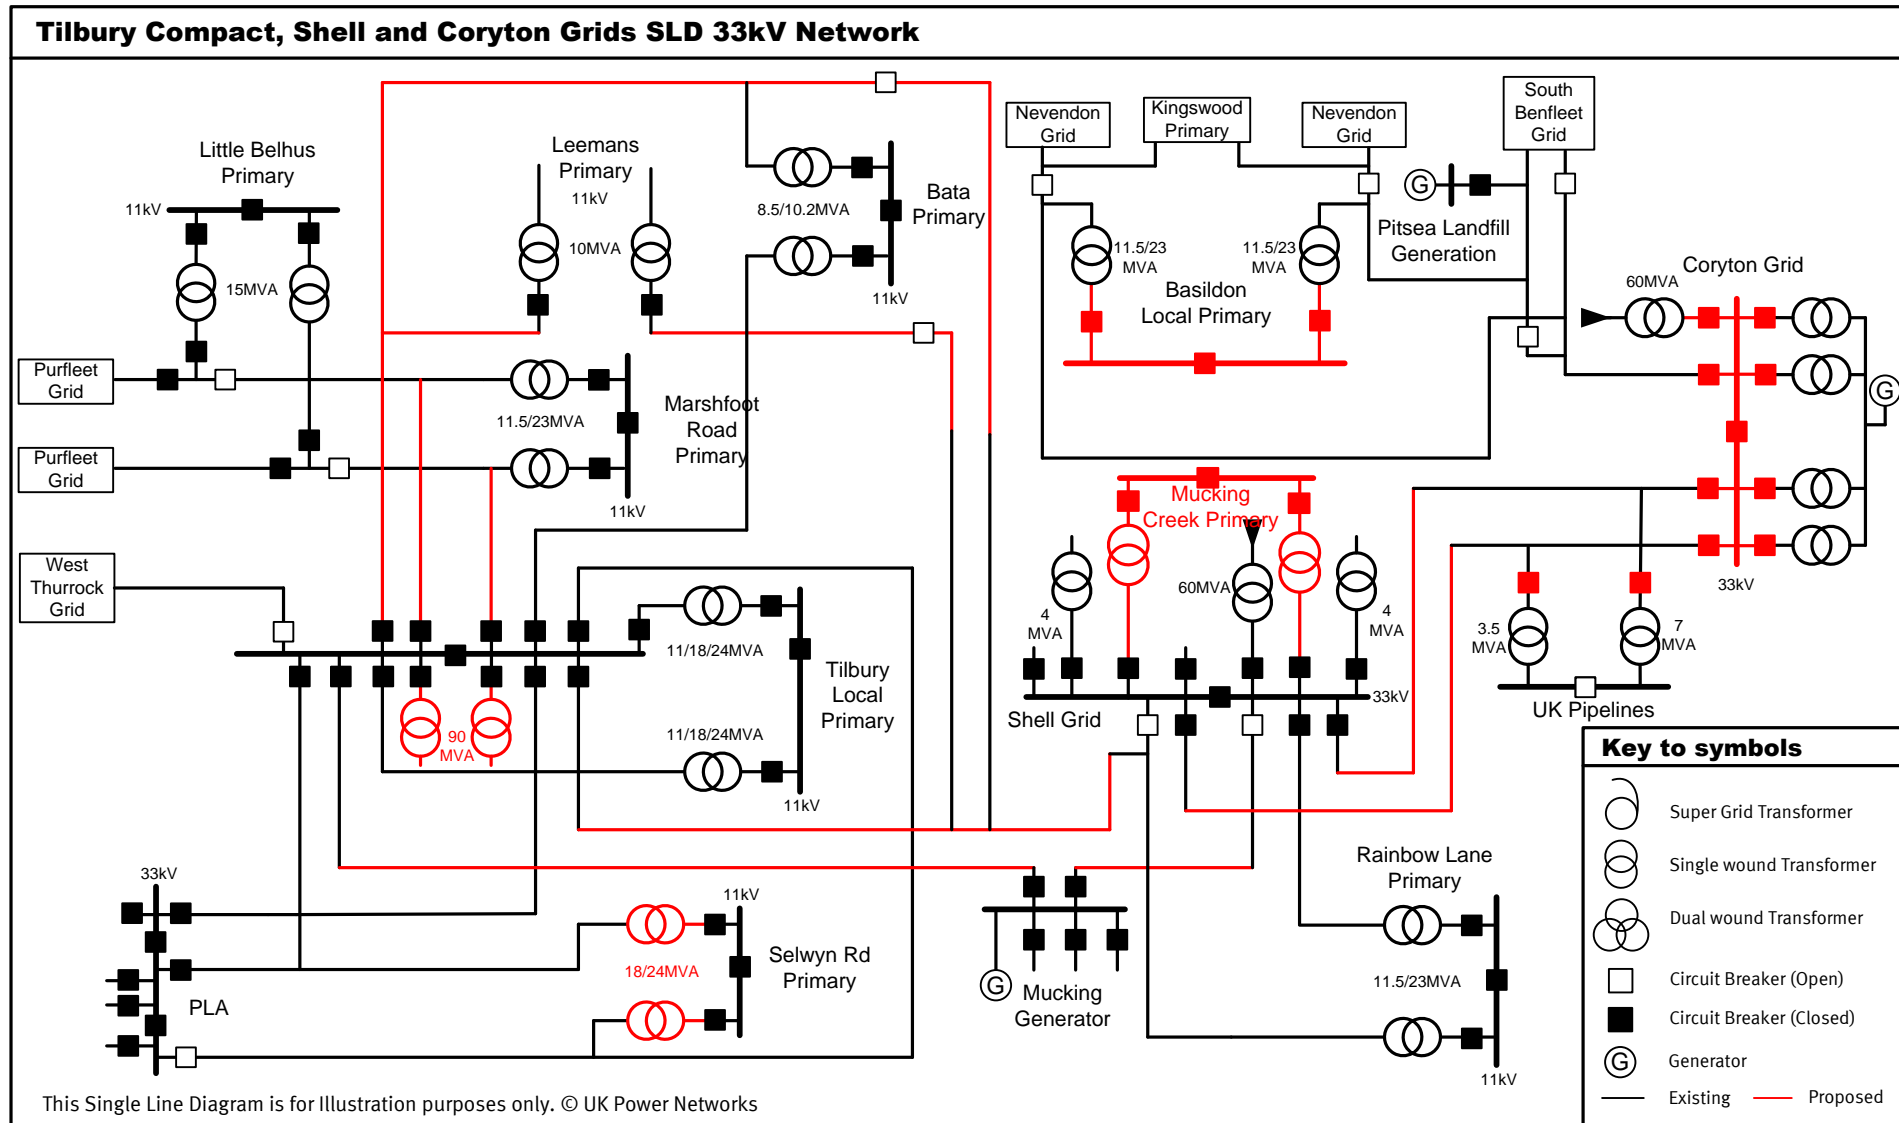 Tilbury Compact, Shell and Coryton Grids SLD 33kV Network
Little Belhus
Primary
11kV
15MVA
Leemans
Primary
11kV
10MVA
8.5/10.2MVA
Bata
Primary
11kV
Nevendon
Grid
Kingswood
Primary
Nevendon
Grid
South
Benfleet
Grid
G
Pitsea Landfill
Generation
11.5/23
MVA
11.5/23
MVA
Basildon
Local Primary
Coryton Grid
60MVA
G
33kV
Purfleet
Grid
Purfleet
Grid
11.5/23MVA
Marshfoot
Road
Primary
11kV
West
Thurrock
Grid
11/18/24MVA
Tilbury
Local
Primary
11/18/24MVA
11kV
90
MVA
Mucking
Creek Primary
4
MVA
60MVA
4
MVA
33kV
Shell Grid
3.5
MVA
7
MVA
UK Pipelines
33kV
PLA
11kV
18/24MVA
Selwyn Rd
Primary
G
Mucking
Generator
Rainbow Lane
Primary
11.5/23MVA
11kV
Key to symbols
Super Grid Transformer
Single wound Transformer
Dual wound Transformer
Circuit Breaker (Open)
Circuit Breaker (Closed)
G
Generator
Existing
Proposed
This Single Line Diagram is for Illustration purposes only. © UK Power Networks